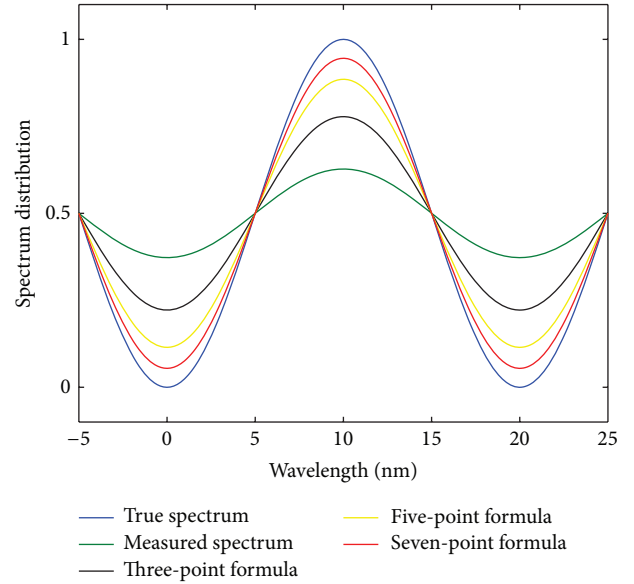 1
0.5
0
Spectrum distribution
−5 0 5 10 15 20 25
Wavelength (nm)
True spectrum
Measured spectrum
Three-point formula
Five-point formula
Seven-point formula